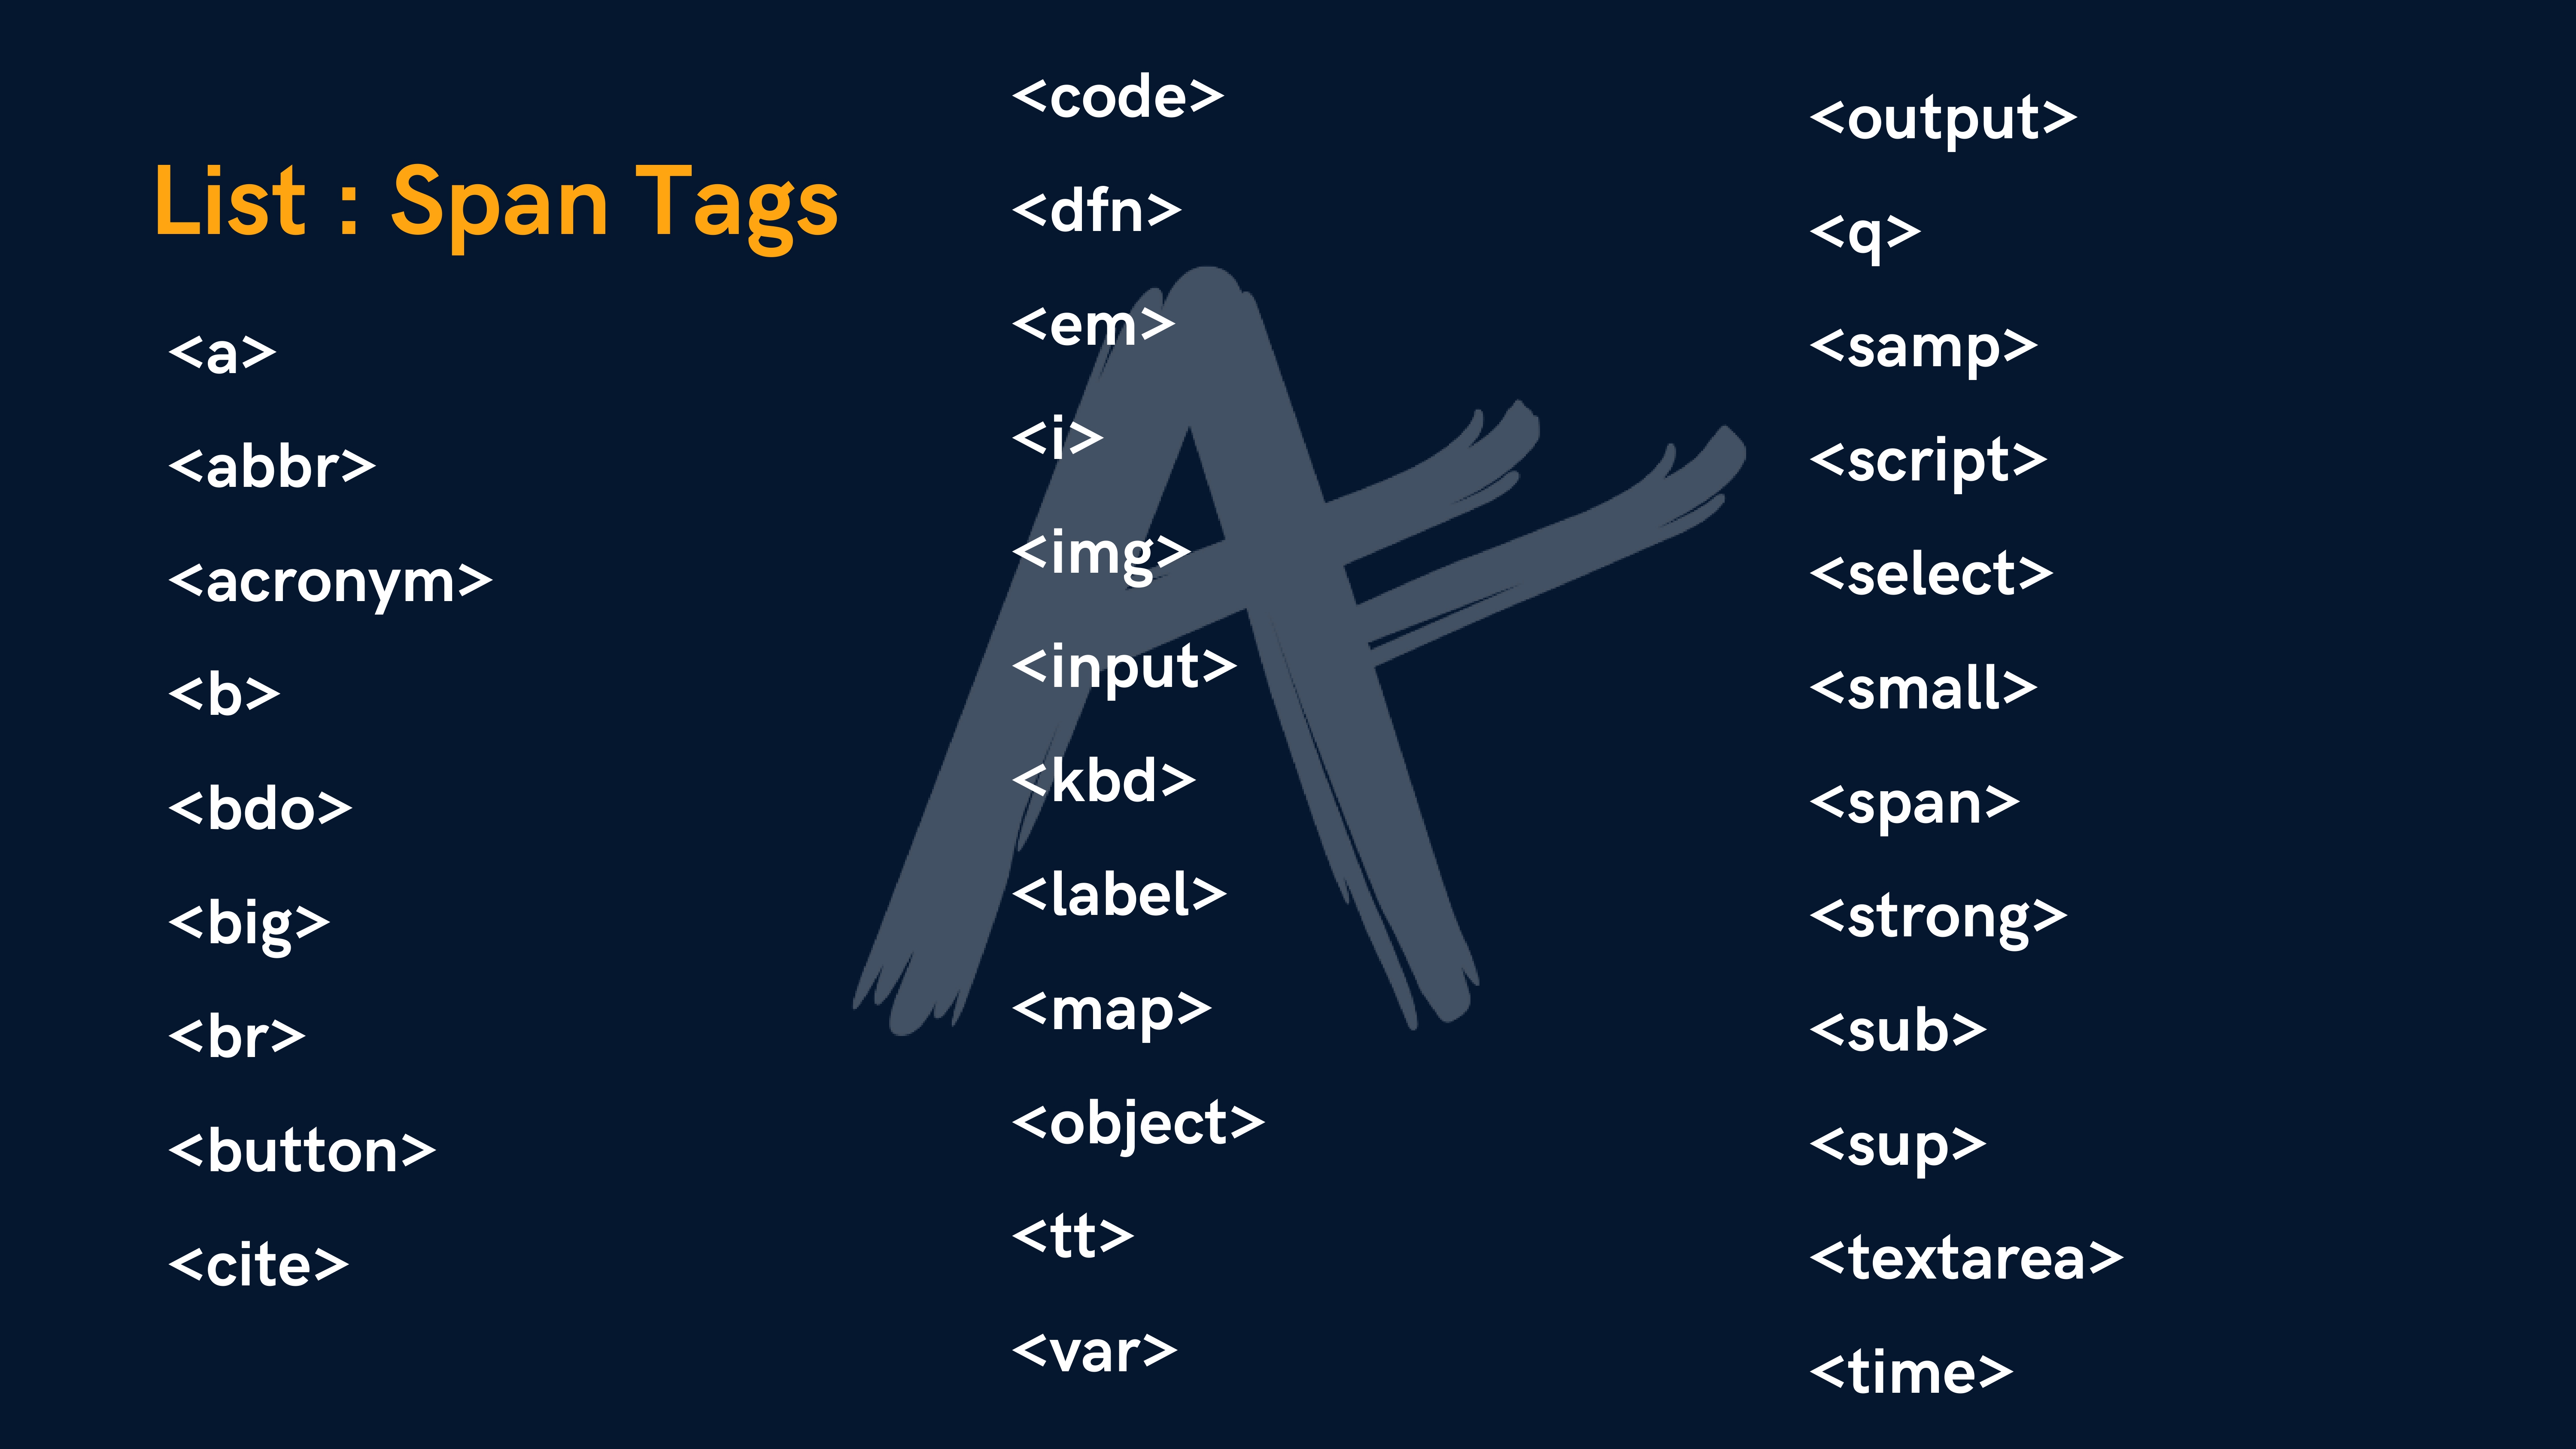 List : Span Tags
<a>
<abbr>
<acronym>
<b>
<bdo>
<big>
<br>
<button>
<cite>
<code>
<dfn>
<em>
<i>
<img>
<input>
<kbd>
<label>
<map>
<object>
<tt>
<var>
<output>
<q>
<samp>
<script>
<select>
<small>
<span>
<strong>
<sub>
<sup>
<textarea>
<time>